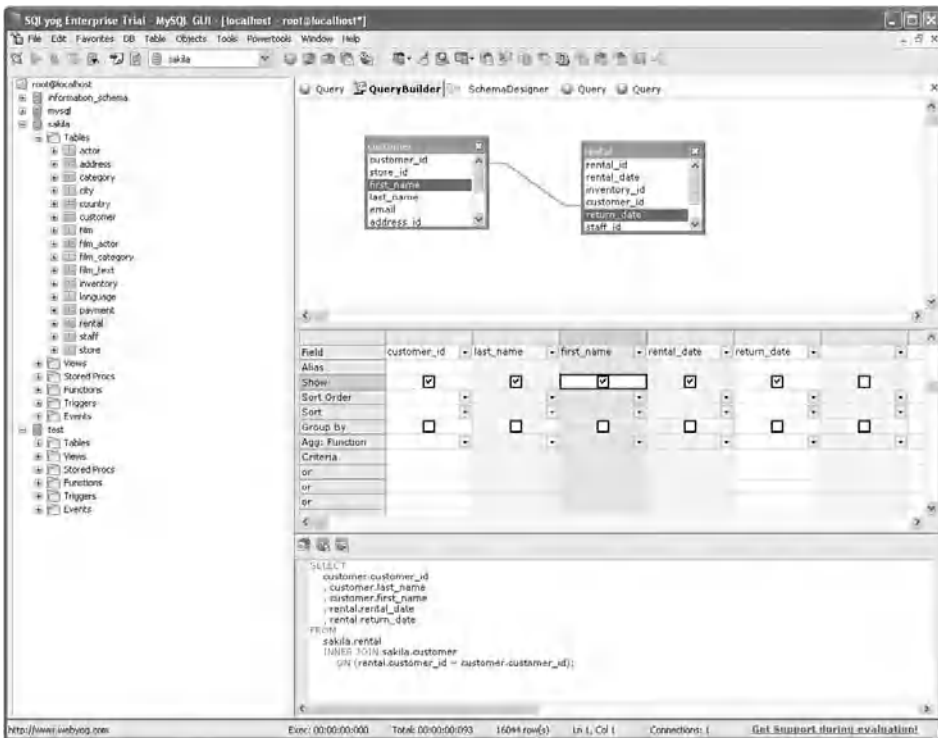 SQLyog Enterprise Trial - MySQL GUI - [localhost - root@localhost*]
File Edit Favorites DB Table Objects Tools Powertools Window Help
sakila
root@localhost
information_schema
mysql
sakila
Tables
actor
address
category
city
country
customer
film
film_actor
film_category
film_text
inventory
language
payment
rental
staff
store
Views
Stored Procs
Functions
Triggers
Events
test
Tables
Views
Stored Procs
Functions
Triggers
Events
Query QueryBuilder SchemaDesigner Query Query
customer
customer_id
store_id
first_name
last_name
email
address_id
rental
rental_id
rental_date
inventory_id
customer_id
return_date
staff_id
Field customer_id last_name first_name rental_date return_date
Alias
Show
Sort Order
Sort
Group By
Agg: Function
Criteria
or
or
or
SELECT
customer.customer_id
, customer.last_name
, customer.first_name
, rental.rental_date
, rental.return_date
FROM
sakila.rental
INNER JOIN sakila.customer
ON (rental.customer_id = customer.customer_id);
http://www.webyog.com Exec: 00:00:00:000 Total: 00:00:00:093 16044 row(s) Ln 1, Col 1 Connections: 1 Get Support during evaluation!